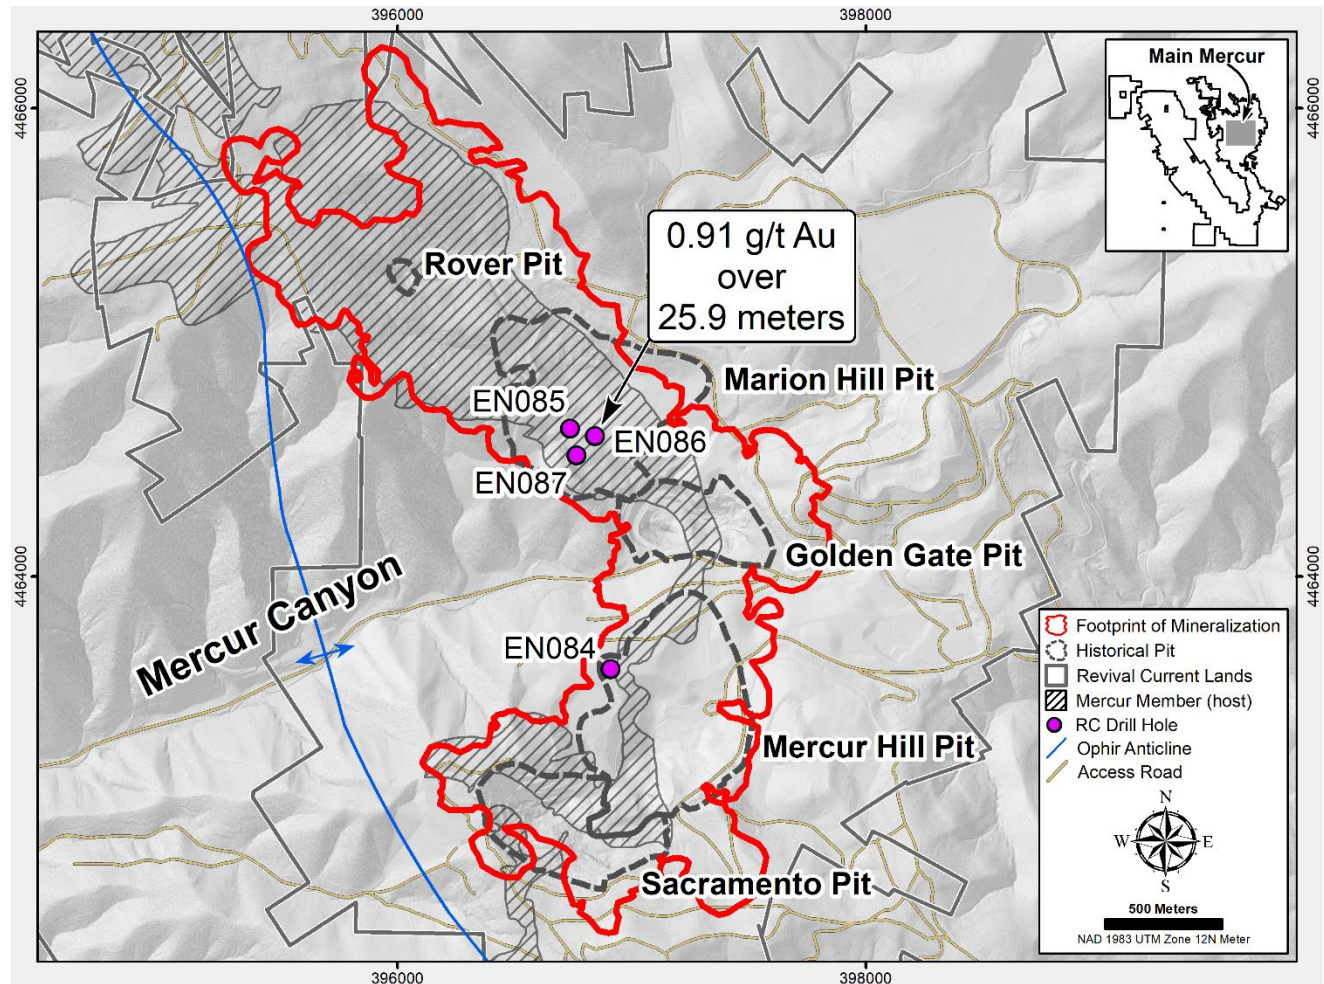 396000
398000
Main Mercur
4466000
4466000
0.91 g/t Au
over
25.9 meters
Rover Pit
Marion Hill Pit
EN085
EN086
EN087
Golden Gate Pit
4464000
4464000
Mercur Canyon
EN084
Mercur Hill Pit
Sacramento Pit
Footprint of Mineralization
Historical Pit
Revival Current Lands
Mercur Member (host)
RC Drill Hole
Ophir Anticline
Access Road
N
W
E
S
500 Meters
NAD 1983 UTM Zone 12N Meter
396000
398000